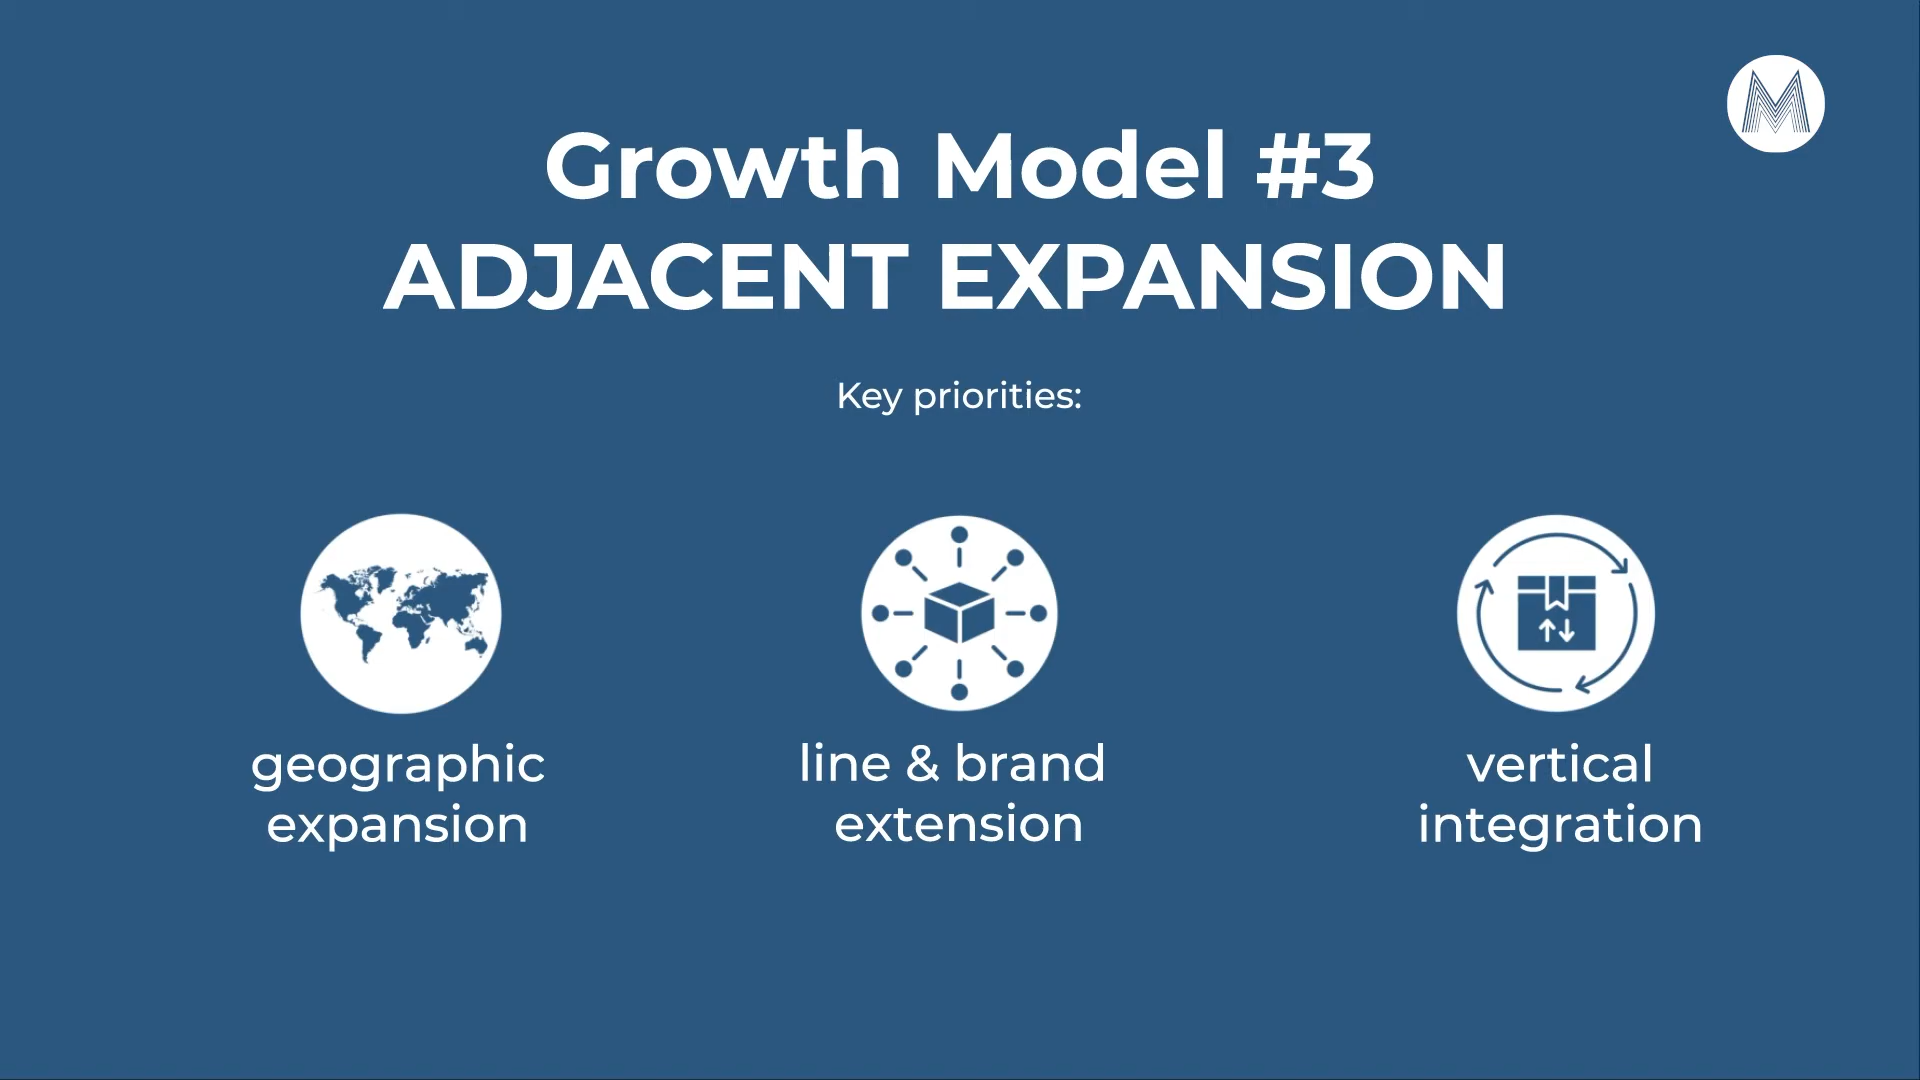 M
Growth Model #3
ADJACENT EXPANSION
Key priorities:
geographic
expansion
line & brand
extension
vertical
integration